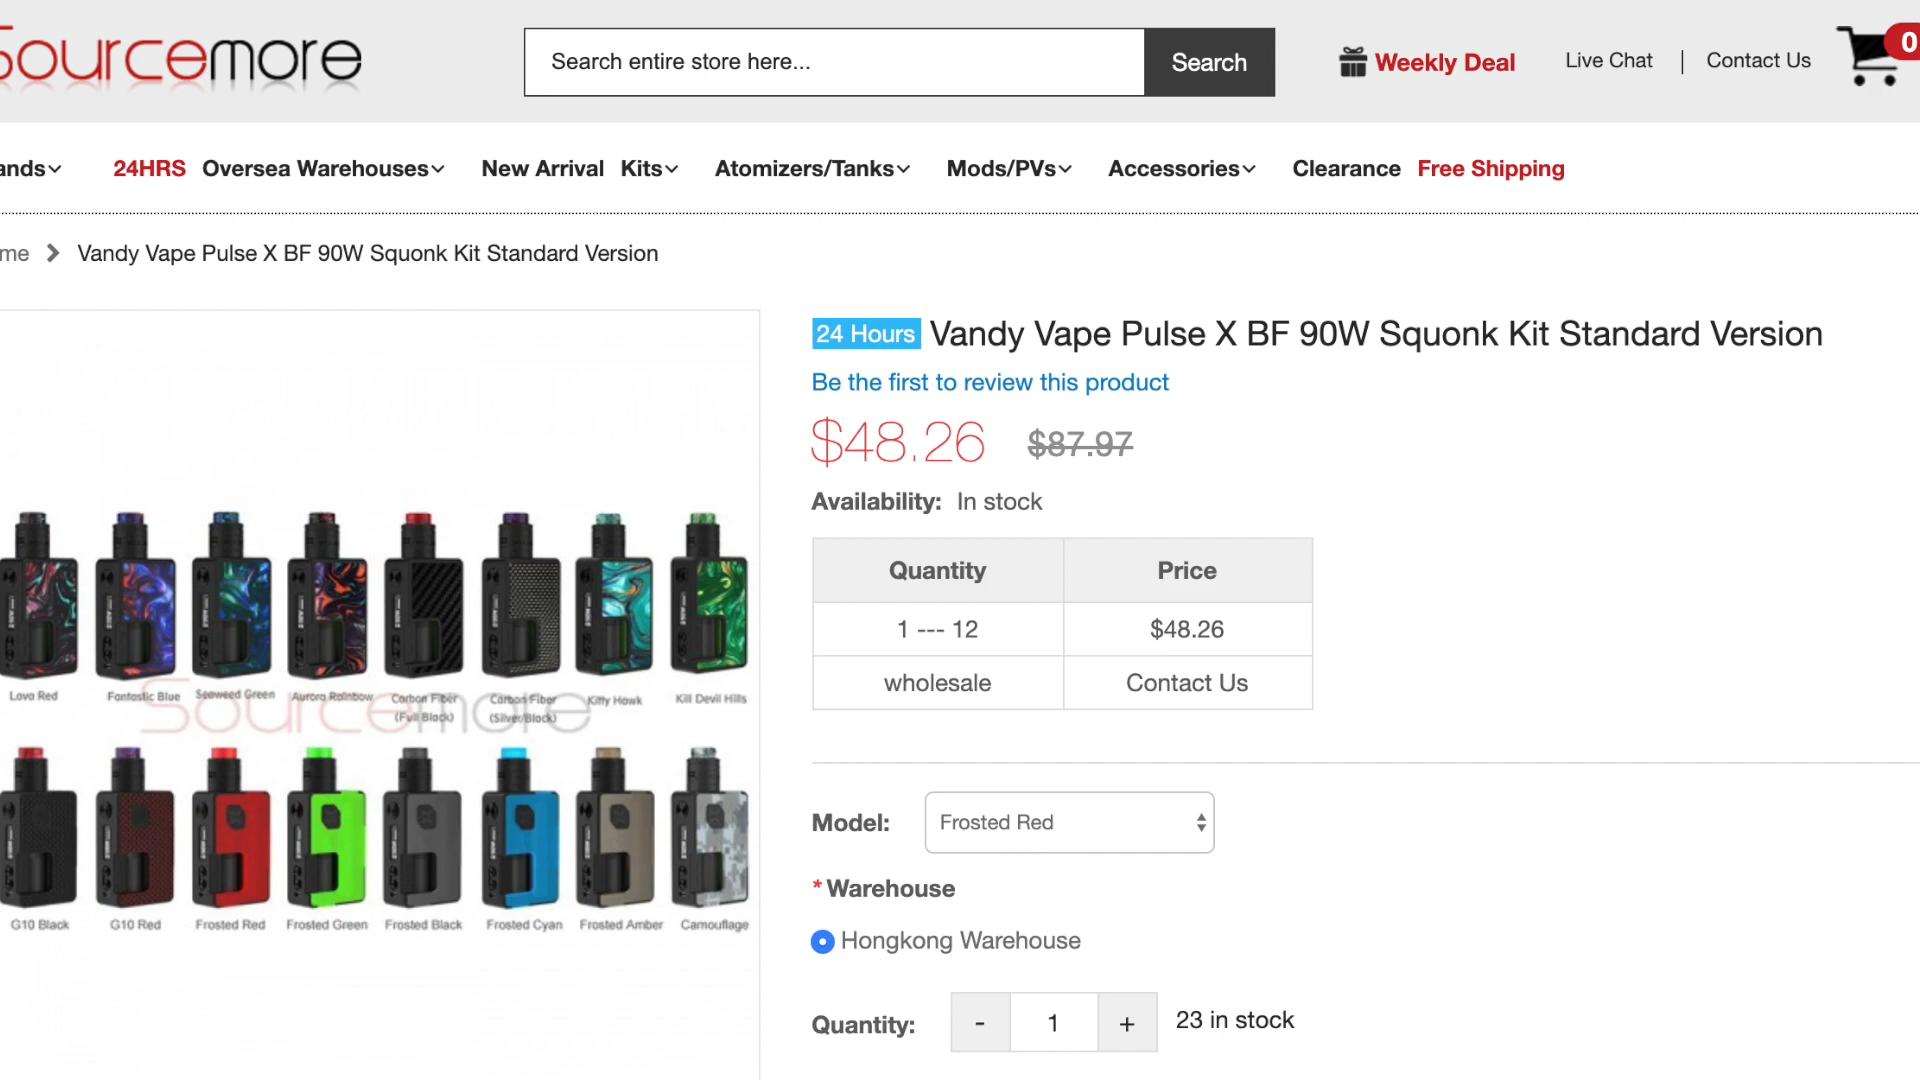 Sourcemore
Search entire store here...
Search
Weekly Deal
Live Chat | Contact Us
0
24HRS Oversea Warehouses New Arrival Kits Atomizers/Tanks Mods/PVs Accessories Clearance Free Shipping
Vandy Vape Pulse X BF 90W Squonk Kit Standard Version
24 Hours Vandy Vape Pulse X BF 90W Squonk Kit Standard Version
Be the first to review this product
$48.26 $87.97
Availability: In stock
Quantity Price
1 --- 12 $48.26
wholesale Contact Us
Lava Red Fantastic Blue Seaweed Green Aurora Rainbow Carbon Fiber (Full Black) Carbon Fiber (Silver/Black) Kitty Hawk Kill Devil Hills
Sourcemore
G10 Black G10 Red Frosted Red Frosted Green Frosted Black Frosted Cyan Frosted Amber Camouflage
Model: Frosted Red
* Warehouse
Hongkong Warehouse
Quantity: - 1 + 23 in stock